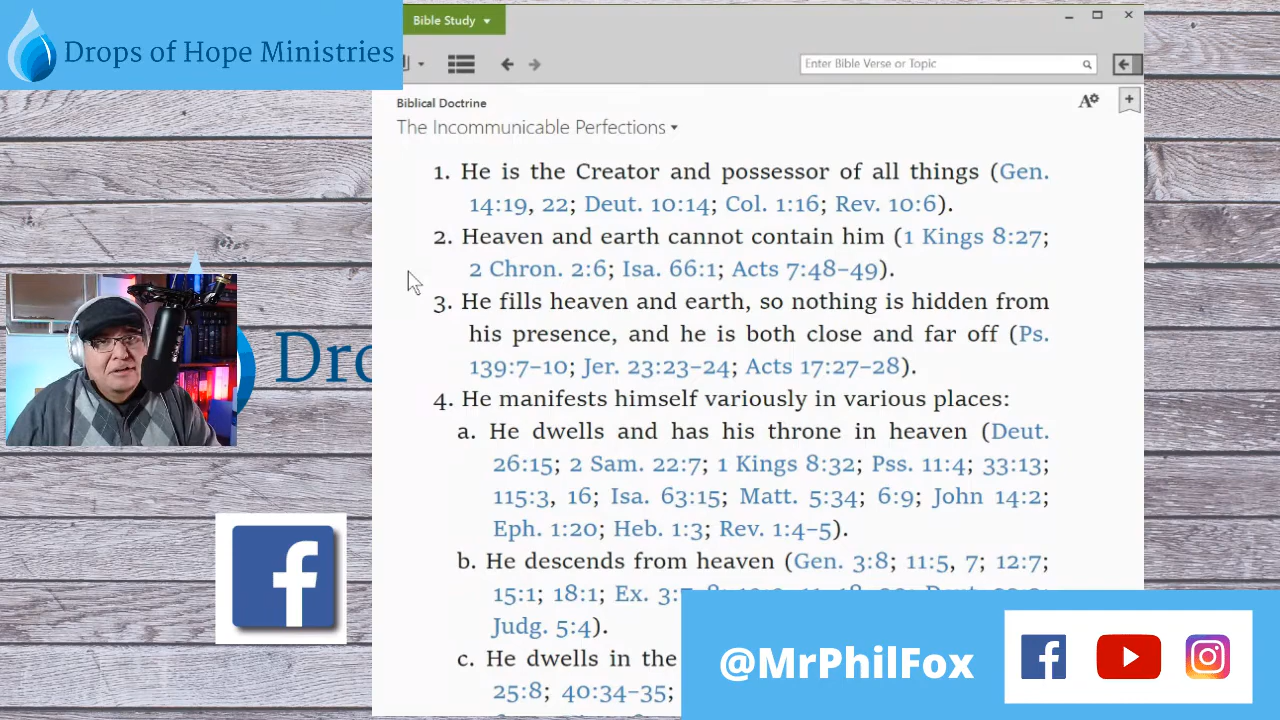 Drops of Hope Ministries
Bible Study
Enter Bible Verse or Topic
Biblical Doctrine
The Incommunicable Perfections
1. He is the Creator and possessor of all things (Gen.
14:19, 22; Deut. 10:14; Col. 1:16; Rev. 10:6).
2. Heaven and earth cannot contain him (1 Kings 8:27;
2 Chron. 2:6; Isa. 66:1; Acts 7:48–49).
3. He fills heaven and earth, so nothing is hidden from
his presence, and he is both close and far off (Ps.
139:7–10; Jer. 23:23–24; Acts 17:27–28).
4. He manifests himself variously in various places:
a. He dwells and has his throne in heaven (Deut.
26:15; 2 Sam. 22:7; 1 Kings 8:32; Pss. 11:4; 33:13;
115:3, 16; Isa. 63:15; Matt. 5:34; 6:9; John 14:2;
Eph. 1:20; Heb. 1:3; Rev. 1:4–5).
b. He descends from heaven (Gen. 3:8; 11:5, 7; 12:7;
15:1; 18:1; Ex.
Judg. 5:4).
c. He dwells in the
25:8; 40:34–35;
Dro
@MrPhilFox